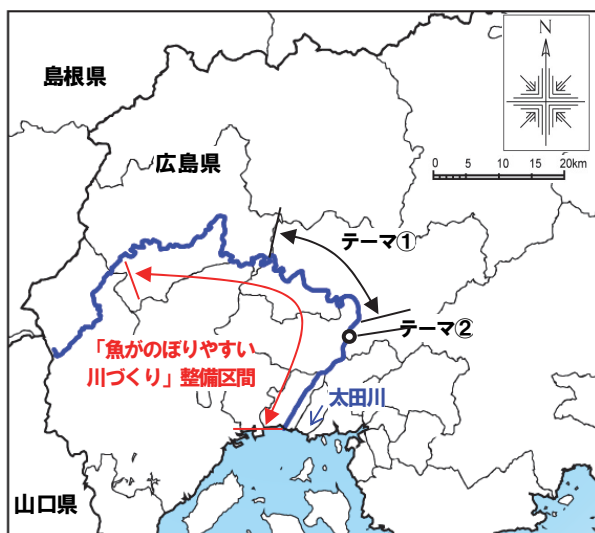 島根県
N
0 5 10 15 20km
広島県
テーマ①
テーマ②
「魚がのぼりやすい
川づくり」整備区間
太田川
山口県